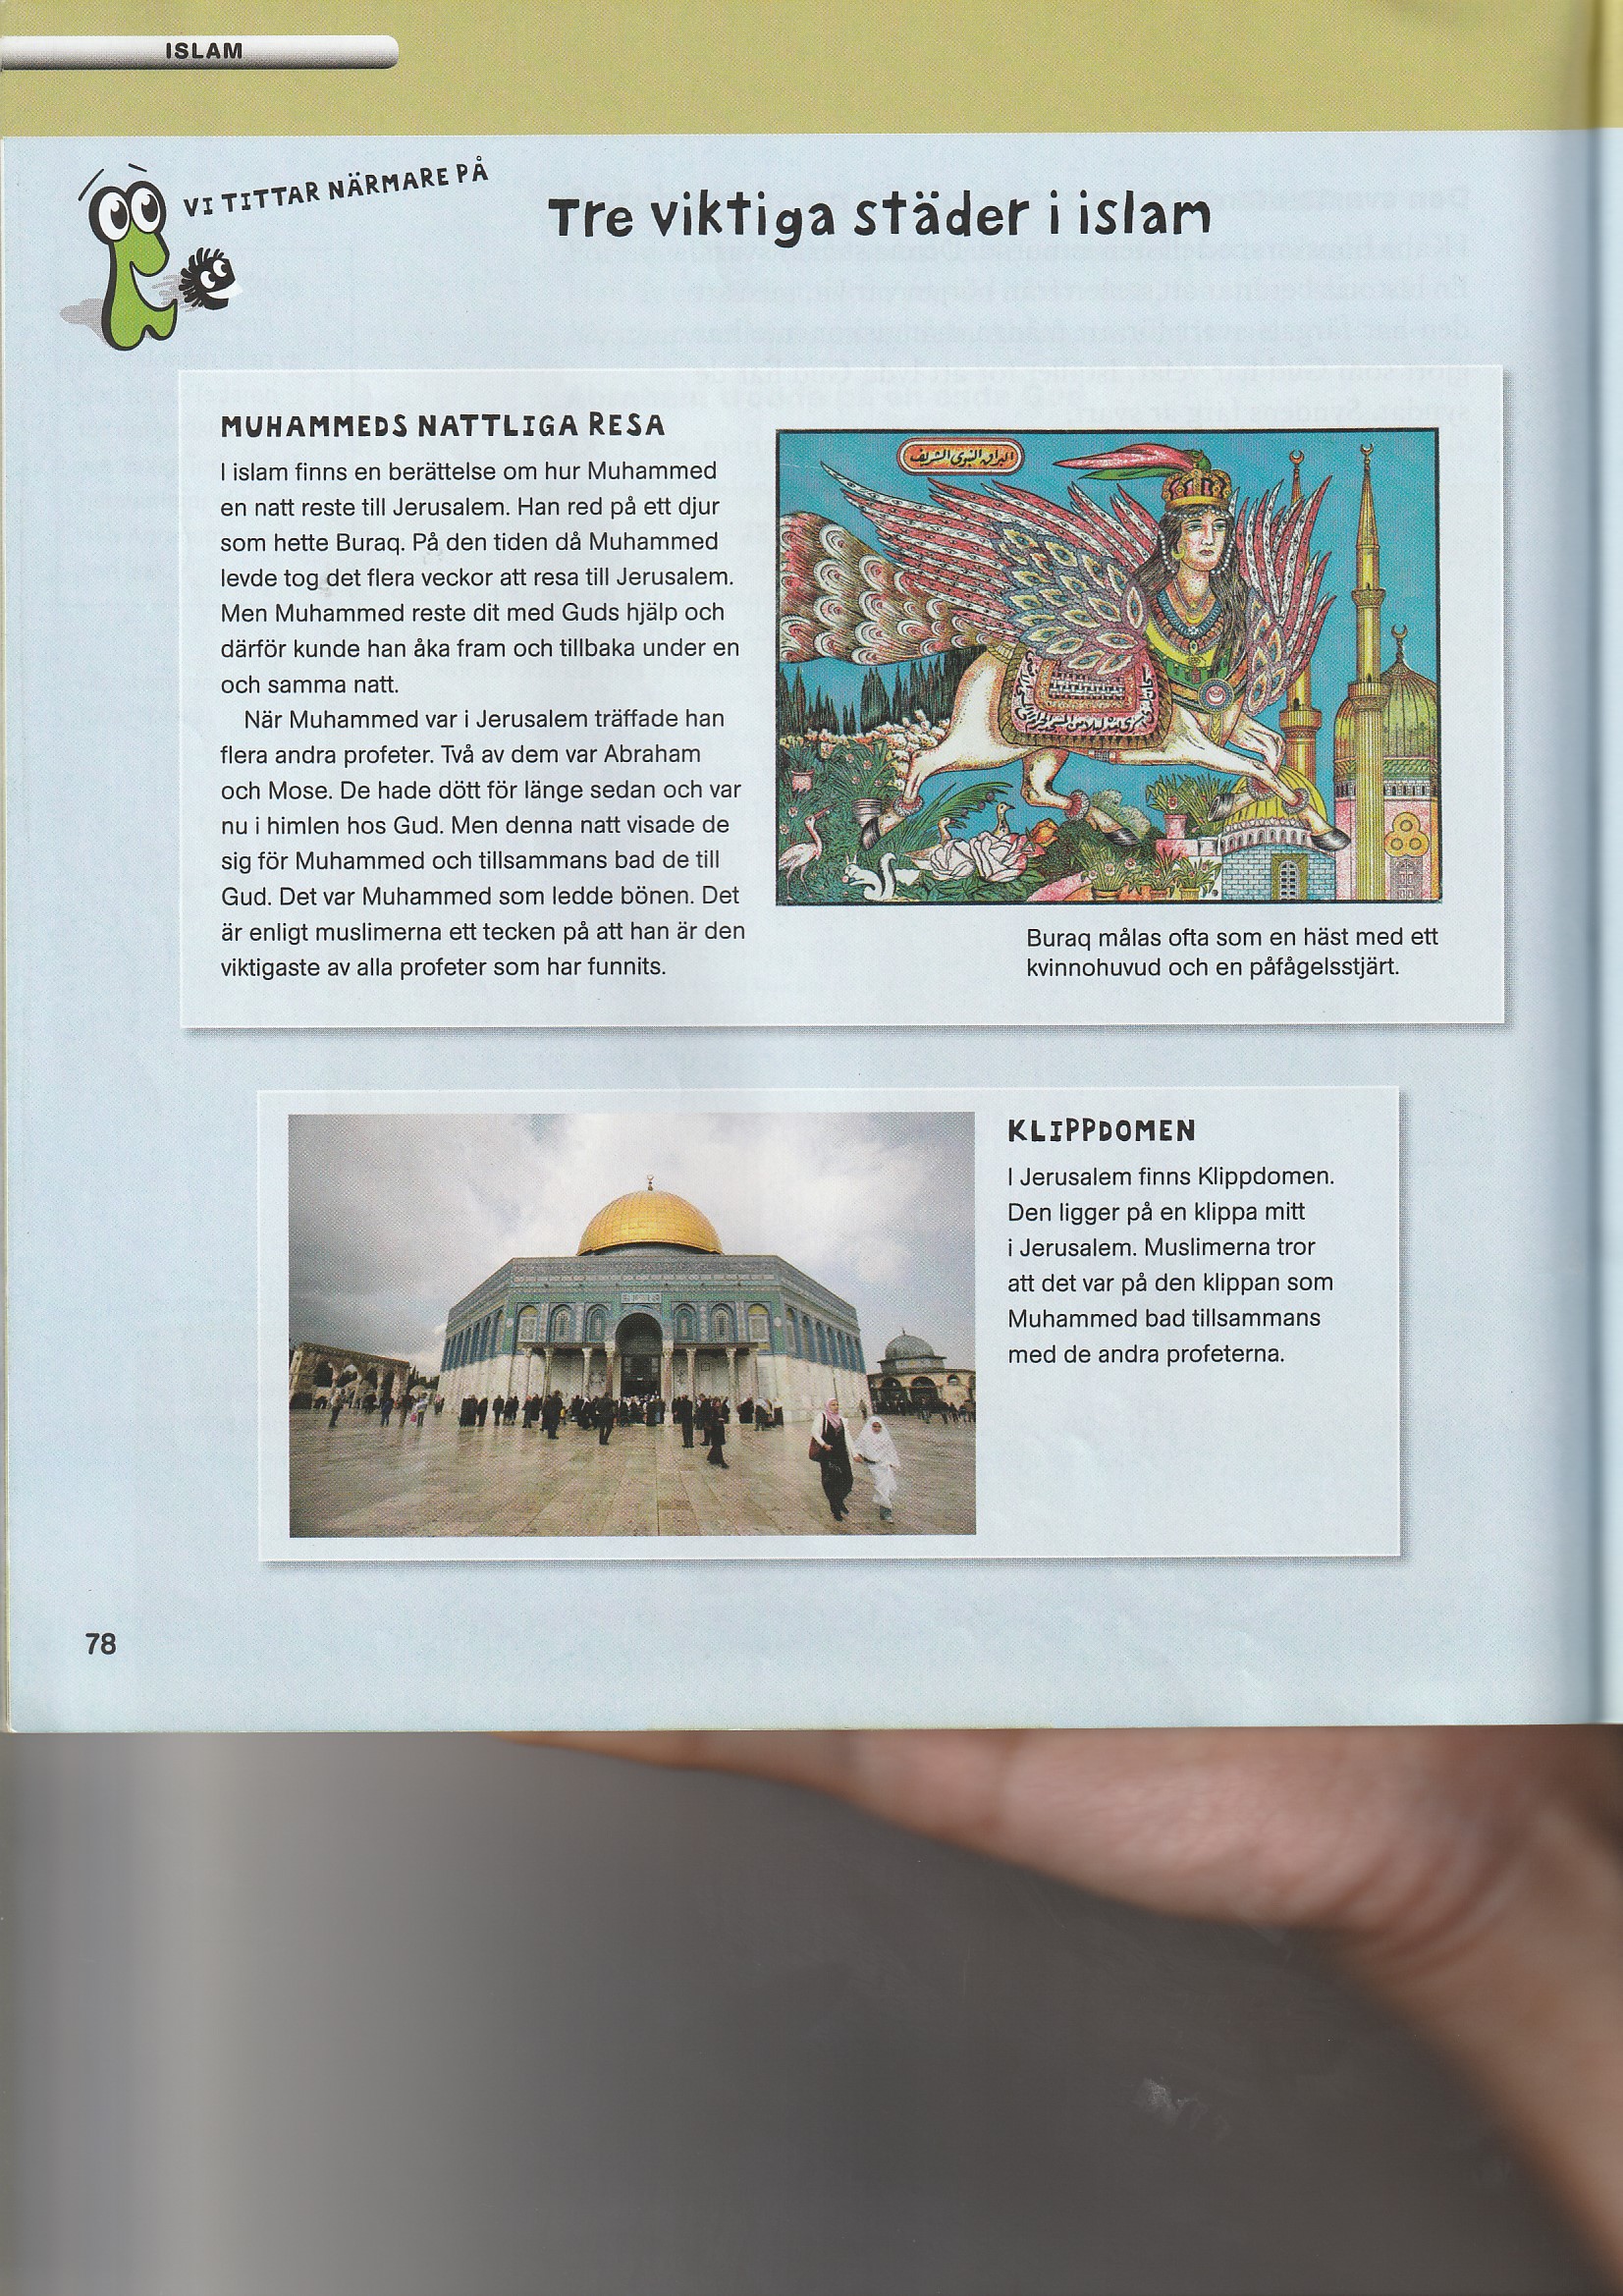 ISLAM
VI TITTAR NÄRMARE PÅ
Tre viktiga städer i islam
MUHAMMEDS NATTLIGA RESA
I islam finns en berättelse om hur Muhammed
en natt reste till Jerusalem. Han red på ett djur
som hette Buraq. På den tiden då Muhammed
levde tog det flera veckor att resa till Jerusalem.
Men Muhammed reste dit med Guds hjälp och
därför kunde han åka fram och tillbaka under en
och samma natt.
När Muhammed var i Jerusalem träffade han
flera andra profeter. Två av dem var Abraham
och Mose. De hade dött för länge sedan och var
nu i himlen hos Gud. Men denna natt visade de
sig för Muhammed och tillsammans bad de till
Gud. Det var Muhammed som ledde bönen. Det
är enligt muslimerna ett tecken på att han är den
viktigaste av alla profeter som har funnits.
البراق النبوى الشريف
Buraq målas ofta som en häst med ett
kvinnohuvud och en påfågelsstjärt.
KLIPPDOMEN
I Jerusalem finns Klippdomen.
Den ligger på en klippa mitt
i Jerusalem. Muslimerna tror
att det var på den klippan som
Muhammed bad tillsammans
med de andra profeterna.
78